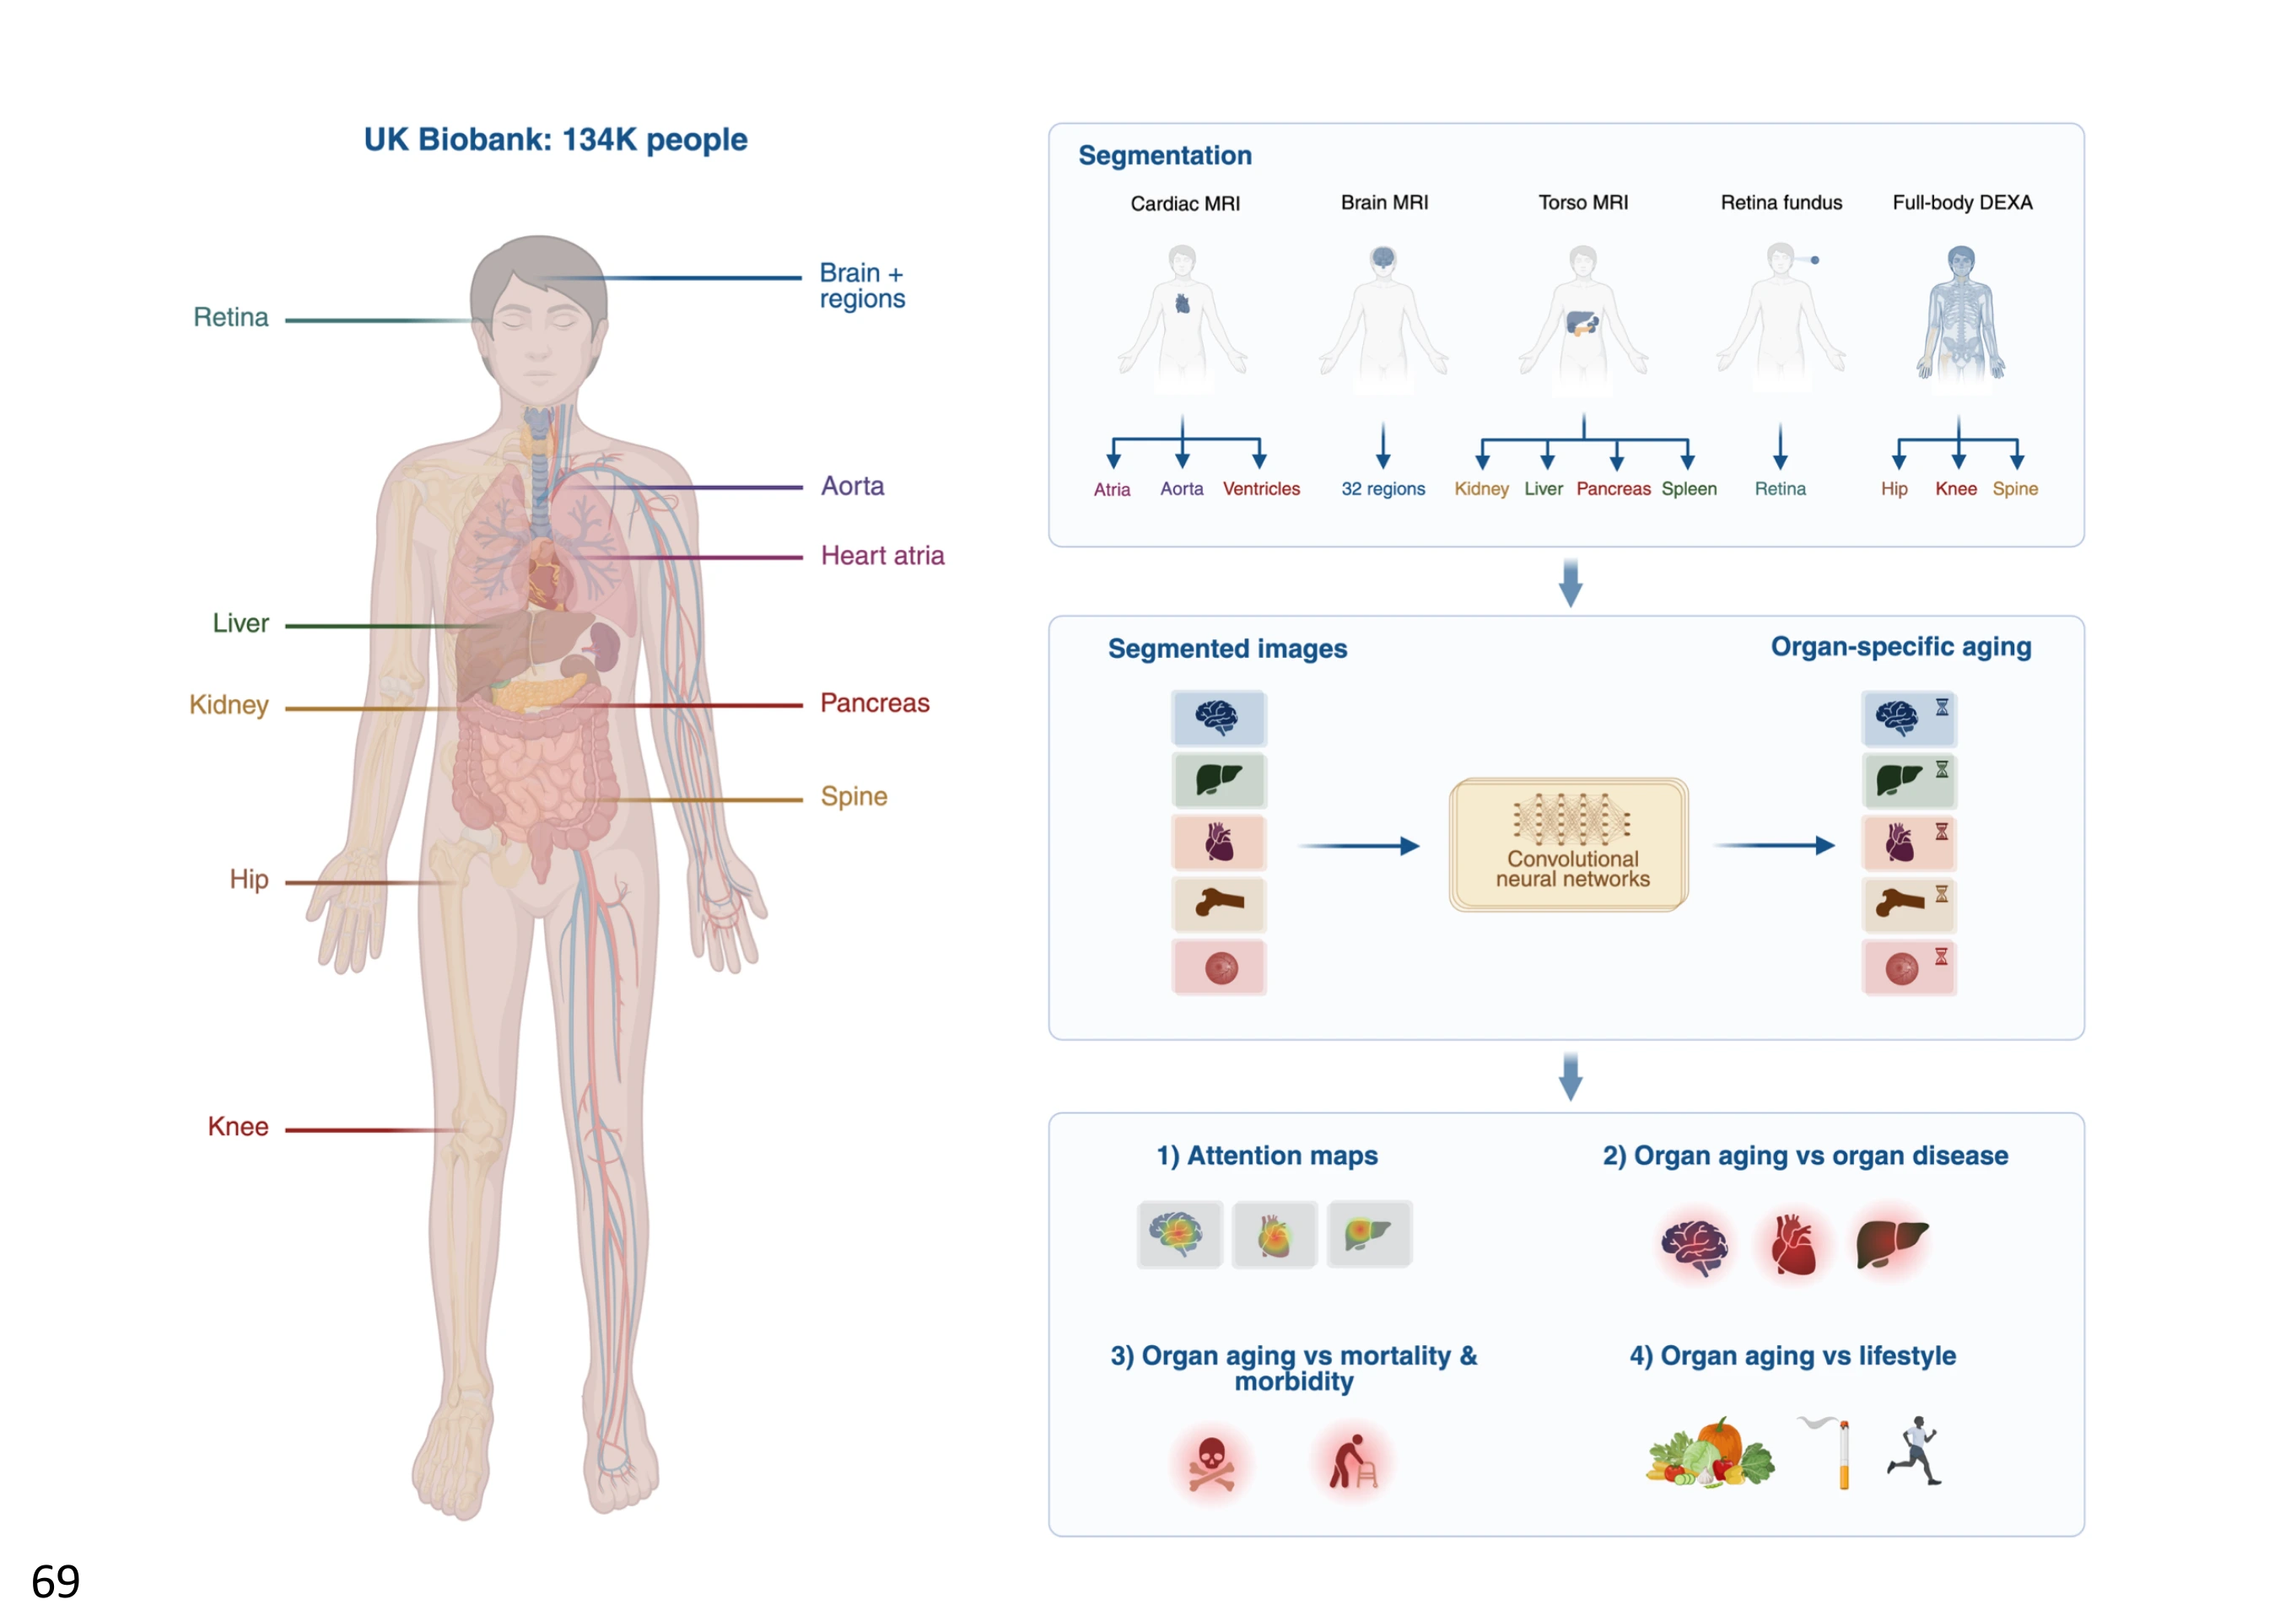 UK Biobank: 134K people
Retina
Brain +
regions
Aorta
Heart atria
Liver
Kidney
Pancreas
Spine
Hip
Knee
Segmentation
Cardiac MRI
Brain MRI
Torso MRI
Retina fundus
Full-body DEXA
Atria
Aorta
Ventricles
32 regions
Kidney
Liver
Pancreas
Spleen
Retina
Hip
Knee
Spine
Segmented images
Organ-specific aging
Convolutional
neural networks
1) Attention maps
2) Organ aging vs organ disease
3) Organ aging vs mortality &
morbidity
4) Organ aging vs lifestyle
69